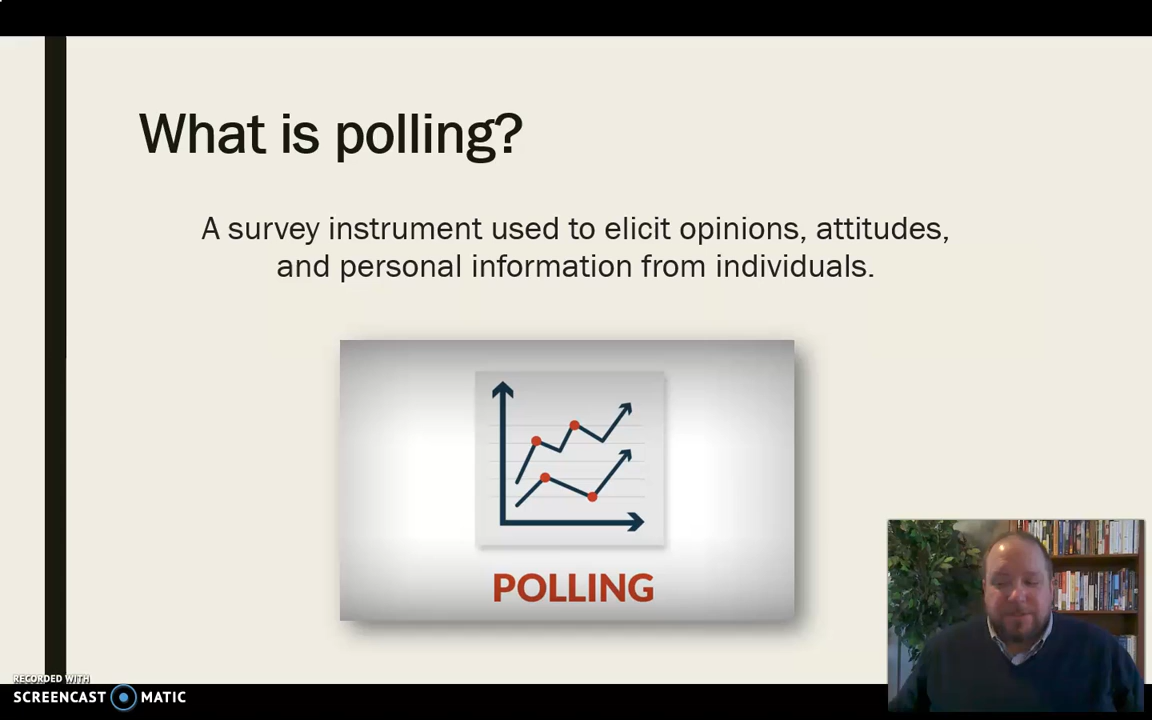 What is polling?
A survey instrument used to elicit opinions, attitudes,
and personal information from individuals.
POLLING
RECORDED WITH
SCREENCAST MATIC